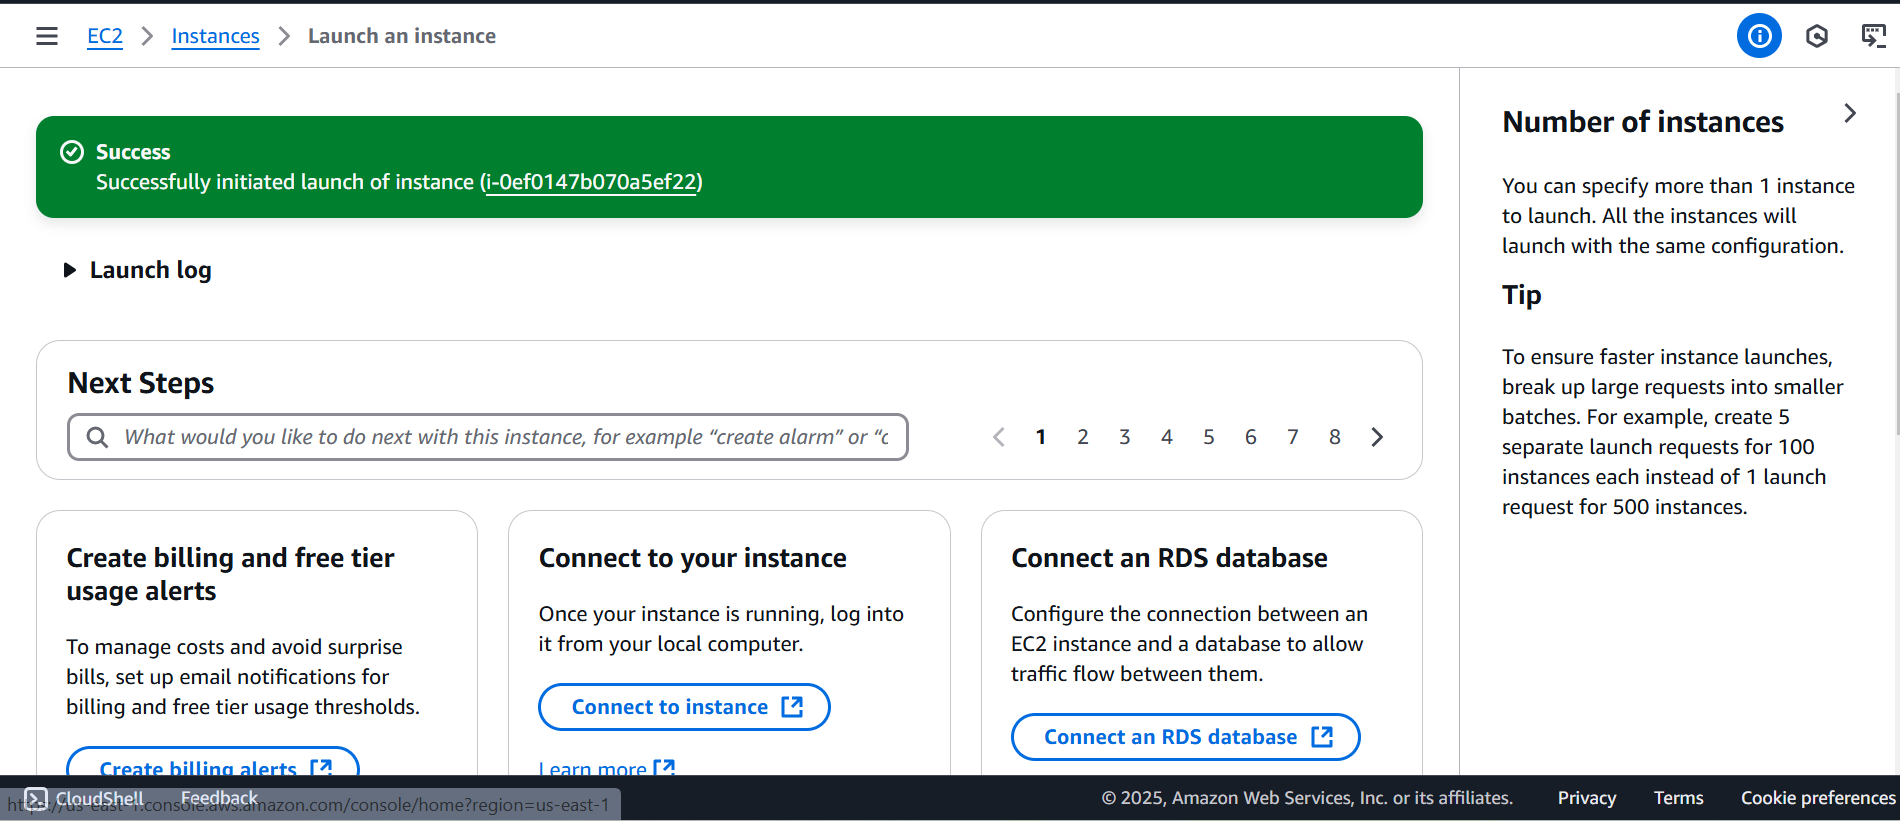 EC2 > Instances > Launch an instance
Success
Successfully initiated launch of instance (i-0ef0147b070a5ef22)
Launch log
Next Steps
What would you like to do next with this instance, for example “create alarm” or “c
1 2 3 4 5 6 7 8
Create billing and free tier
usage alerts
To manage costs and avoid surprise
bills, set up email notifications for
billing and free tier usage thresholds.
Create billing alerts
Connect to your instance
Once your instance is running, log into
it from your local computer.
Connect to instance
Learn more
Connect an RDS database
Configure the connection between an
EC2 instance and a database to allow
traffic flow between them.
Connect an RDS database
Number of instances
You can specify more than 1 instance
to launch. All the instances will
launch with the same configuration.
Tip
To ensure faster instance launches,
break up large requests into smaller
batches. For example, create 5
separate launch requests for 100
instances each instead of 1 launch
request for 500 instances.
CloudShell Feedback
https://us-east-1.console.aws.amazon.com/console/home?region=us-east-1
© 2025, Amazon Web Services, Inc. or its affiliates. Privacy Terms Cookie preferences